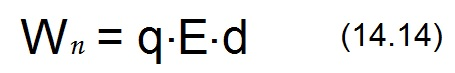 Wₙ = q·E·d (14.14)